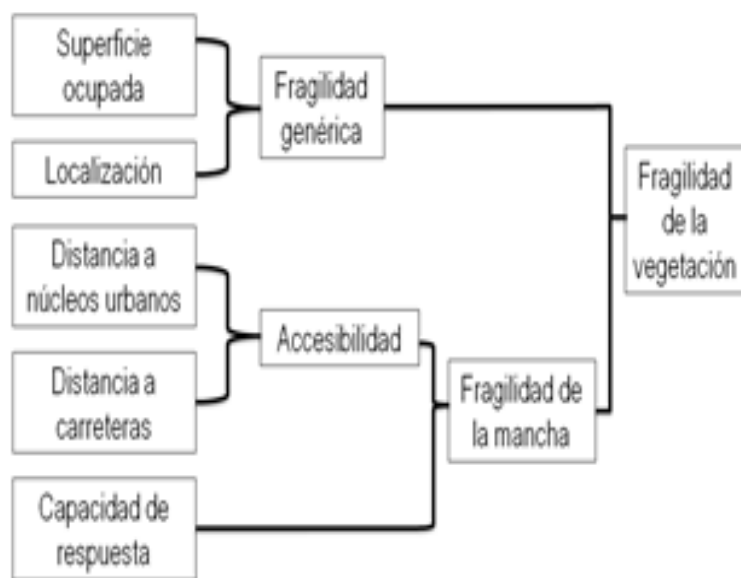 Superficie
ocupada
Localización
Fragilidad
genérica
Distancia a
núcleos urbanos
Distancia a
carreteras
Accesibilidad
Capacidad de
respuesta
Fragilidad de
la mancha
Fragilidad
de la
vegetación